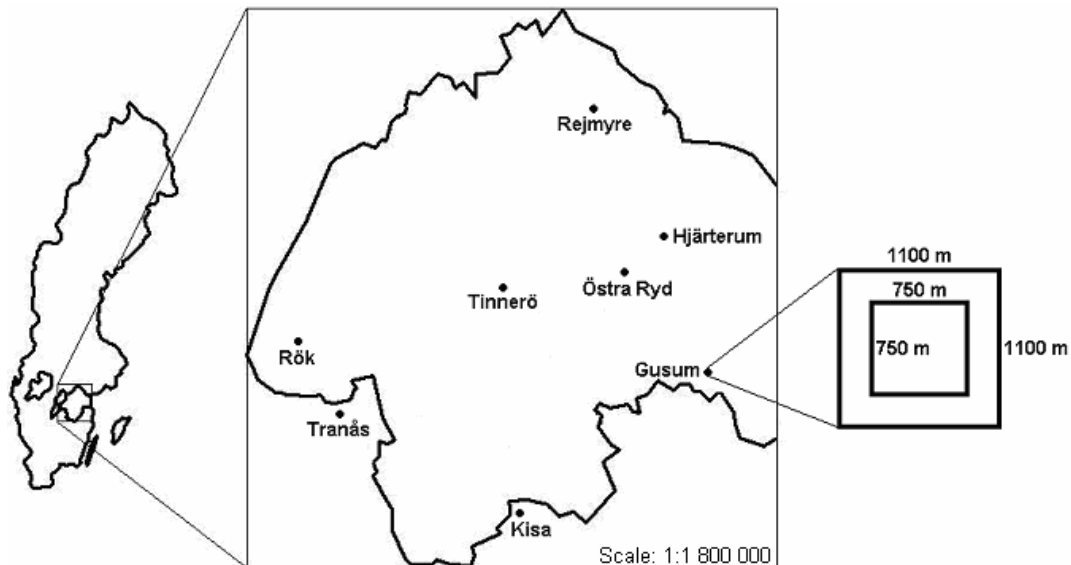 Rejmyre
Hjärterum
Östra Ryd
Tinnerö
Rök
Gusum
Tranås
Kisa
Scale: 1:1 800 000
1100 m
750 m
750 m
1100 m